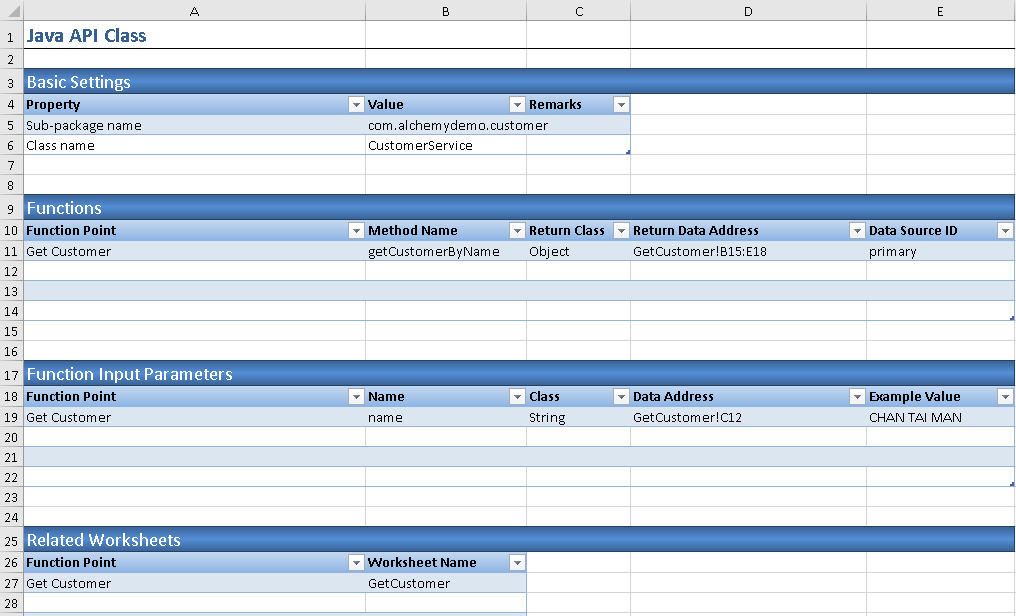 A B C D E
1 Java API Class
2
3 Basic Settings
4 Property Value Remarks
5 Sub-package name com.alchemydemo.customer
6 Class name CustomerService
7
8
9 Functions
10 Function Point Method Name Return Class Return Data Address Data Source ID
11 Get Customer getCustomerByName Object GetCustomer!B15:E18 primary
12
13
14
15
16
17 Function Input Parameters
18 Function Point Name Class Data Address Example Value
19 Get Customer name String GetCustomer!C12 CHAN TAI MAN
20
21
22
23
24
25 Related Worksheets
26 Function Point Worksheet Name
27 Get Customer GetCustomer
28